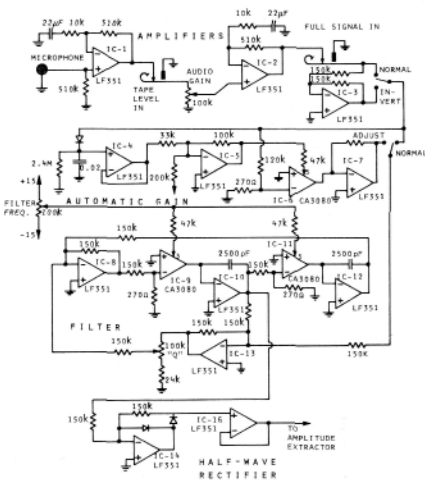 22µF 10k 510k
10k 22µF
FULL SIGNAL IN
IC-1
AMPLIFIERS
510k
150k
150k
NORMAL
MICROPHONE
LF351
AUDIO GAIN
IC-2
510k
TAPE LEVEL IN
100k
LF351
IC-3
LF351
IN-VERT
IC-4
33k
100k
ADJUST
NORMAL
2.4M
0.02
LF351
200k
IC-5
LF351
120k
47k
IC-7
+15
270Ω
IC-6
CA3080
LF351
FILTER FREQ.
100k
AUTOMATIC GAIN
-15
47k
47k
150k
IC-11
150k
2500pF
2500pF
IC-8
150k
IC-10
150k
IC-12
LF351
270Ω
IC-9
CA3080
LF351
CA3080
270Ω
LF351
FILTER
150k
150k
150k
100k
"Q"
IC-13
150k
24k
LF351
150k
150k
IC-16
LF351
TO AMPLITUDE EXTRACTOR
IC-14
LF351
HALF-WAVE
RECTIFIER